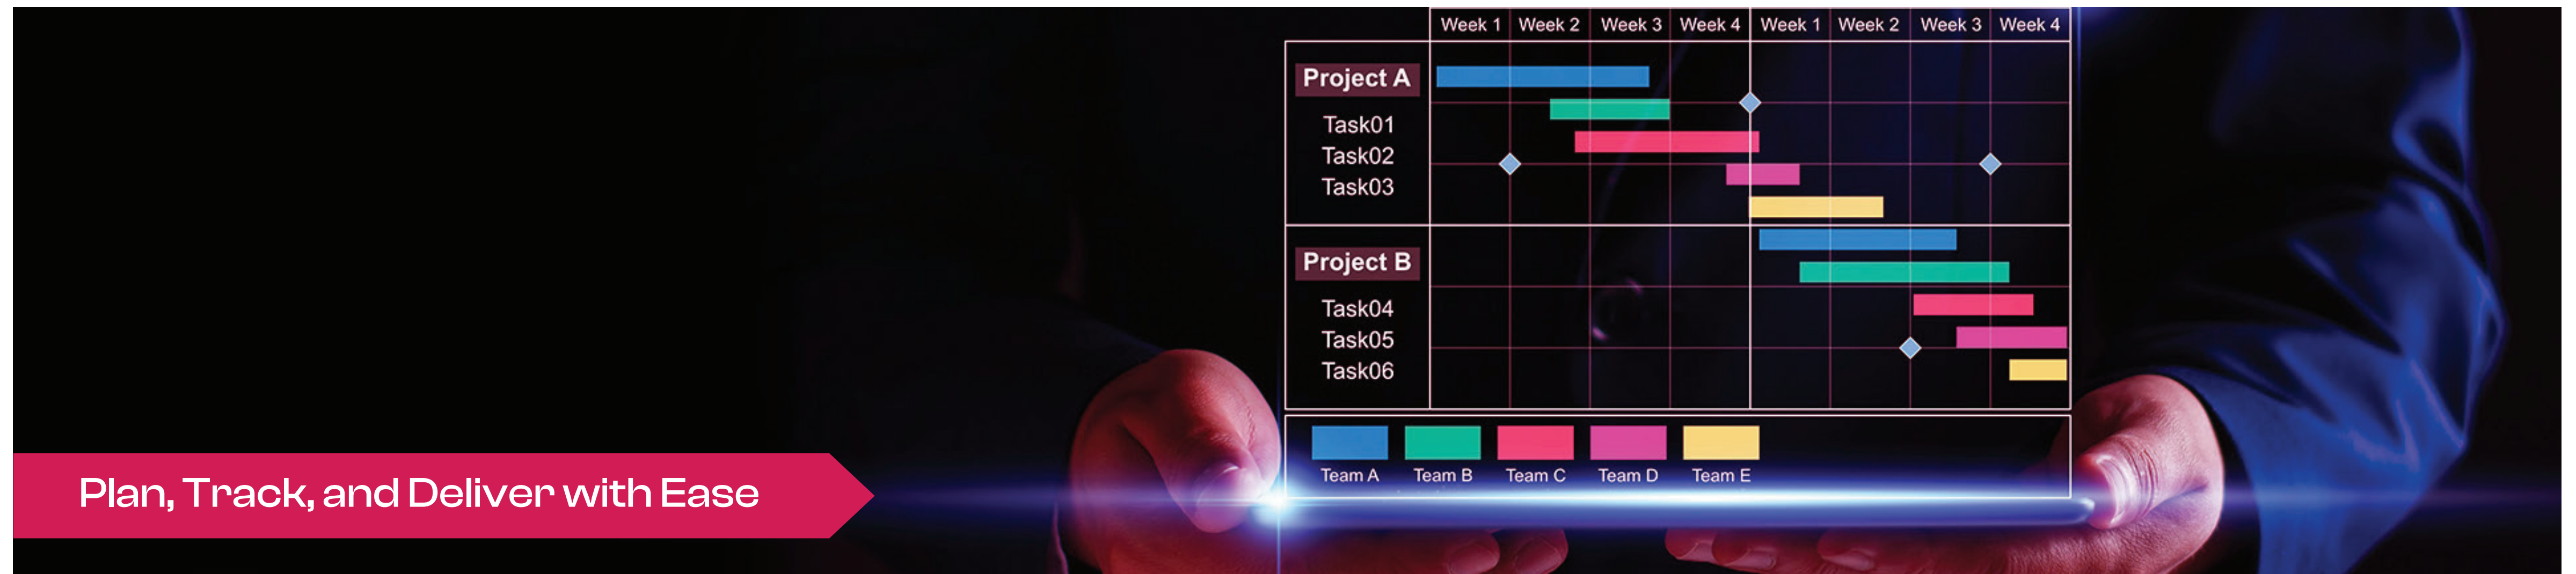 Week 1 Week 2 Week 3 Week 4 Week 1 Week 2 Week 3 Week 4
Project A
Task01
Task02
Task03
Project B
Task04
Task05
Task06
Team A Team B Team C Team D Team E
Plan, Track, and Deliver with Ease